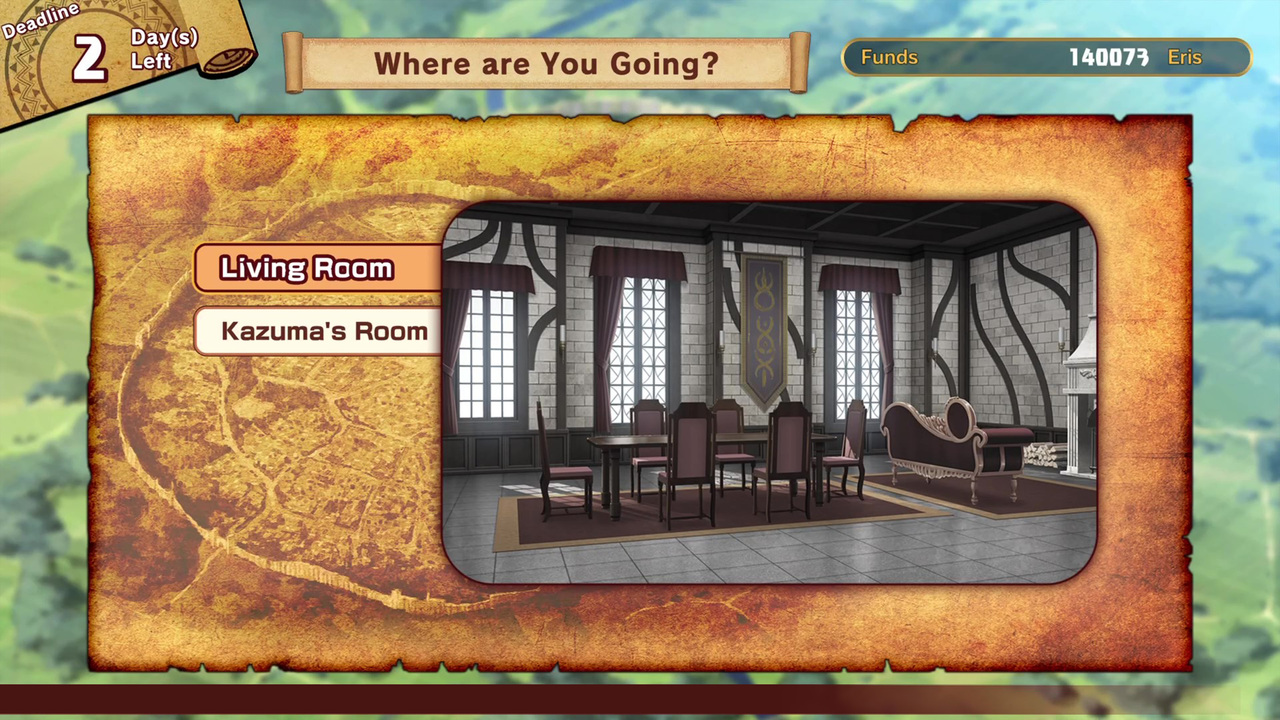 Deadline
2 Day(s)
Left
Where are You Going?
Funds 140073 Eris
Living Room
Kazuma's Room